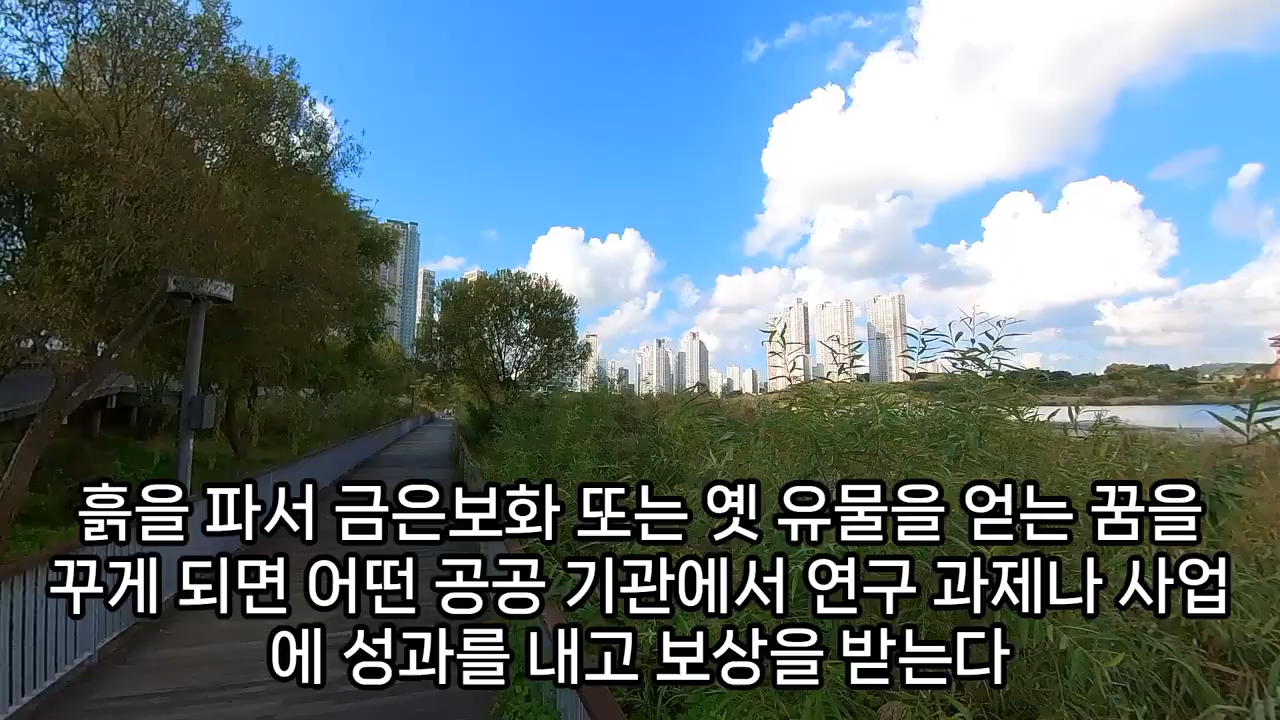 흙을 파서 금은보화 또는 옛 유물을 얻는 꿈을
꾸게 되면 어떤 공공 기관에서 연구 과제나 사업
에 성과를 내고 보상을 받는다